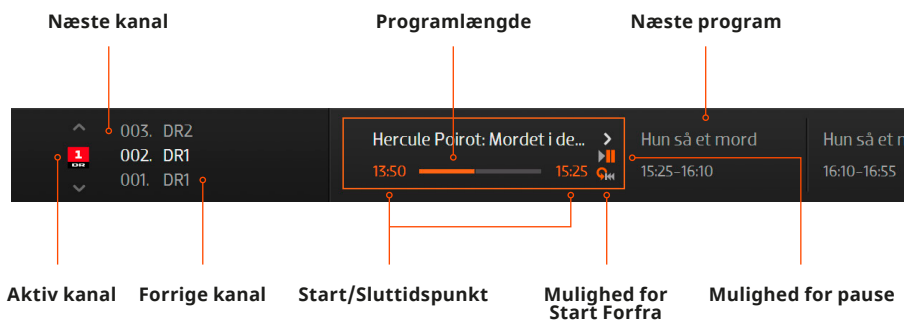 Næste kanal
Programlængde
Næste program
003. DR2
1
DR
002. DR1
001. DR1
Hercule Poirot: Mordet i de...
13:50
15:25
Hun så et mord
15:25-16:10
Hun så et
16:10-16:55
Aktiv kanal
Forrige kanal
Start/Sluttidspunkt
Mulighed for
Start Forfra
Mulighed for pause